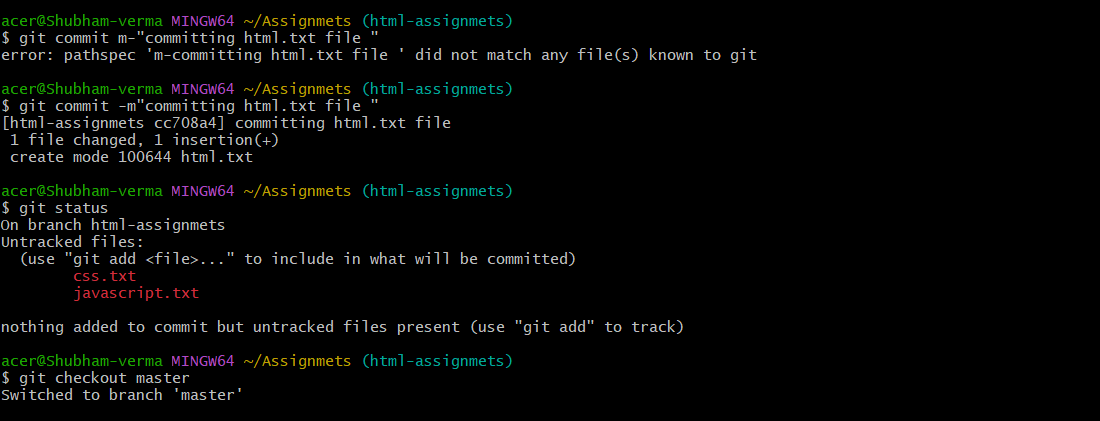 acer@Shubham-verma MINGW64 ~/Assignmets (html-assignmets)
$ git commit m-"committing html.txt file "
error: pathspec 'm-committing html.txt file ' did not match any file(s) known to git
acer@Shubham-verma MINGW64 ~/Assignmets (html-assignmets)
$ git commit -m"committing html.txt file "
[html-assignmets cc708a4] committing html.txt file
1 file changed, 1 insertion(+)
create mode 100644 html.txt
acer@Shubham-verma MINGW64 ~/Assignmets (html-assignmets)
$ git status
On branch html-assignmets
Untracked files:
(use "git add <file>..." to include in what will be committed)
css.txt
javascript.txt
nothing added to commit but untracked files present (use "git add" to track)
acer@Shubham-verma MINGW64 ~/Assignmets (html-assignmets)
$ git checkout master
Switched to branch 'master'